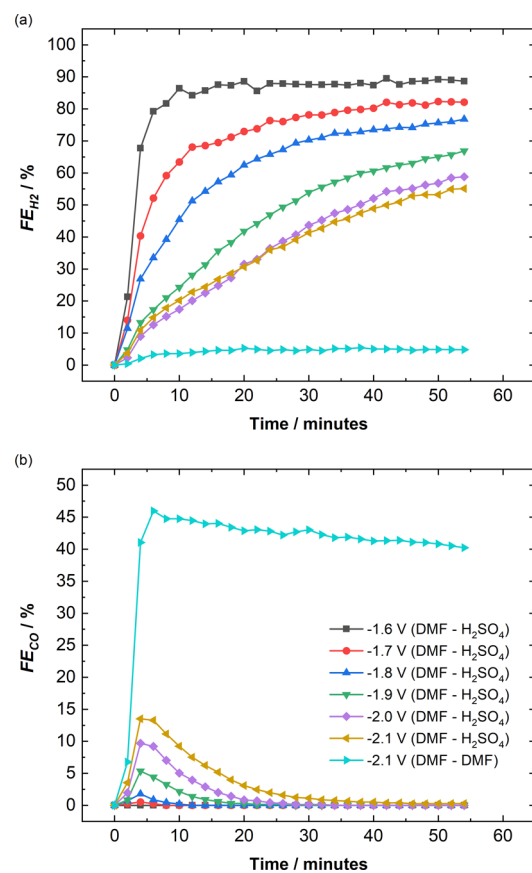 (a)
100
90
80
70
60
50
40
30
20
10
0
FE_H2 / %
0 10 20 30 40 50 60
Time / minutes
(b)
50
45
40
35
30
25
20
15
10
5
0
FE_CO / %
-1.6 V (DMF - H₂SO₄)
-1.7 V (DMF - H₂SO₄)
-1.8 V (DMF - H₂SO₄)
-1.9 V (DMF - H₂SO₄)
-2.0 V (DMF - H₂SO₄)
-2.1 V (DMF - H₂SO₄)
-2.1 V (DMF - DMF)
0 10 20 30 40 50 60
Time / minutes